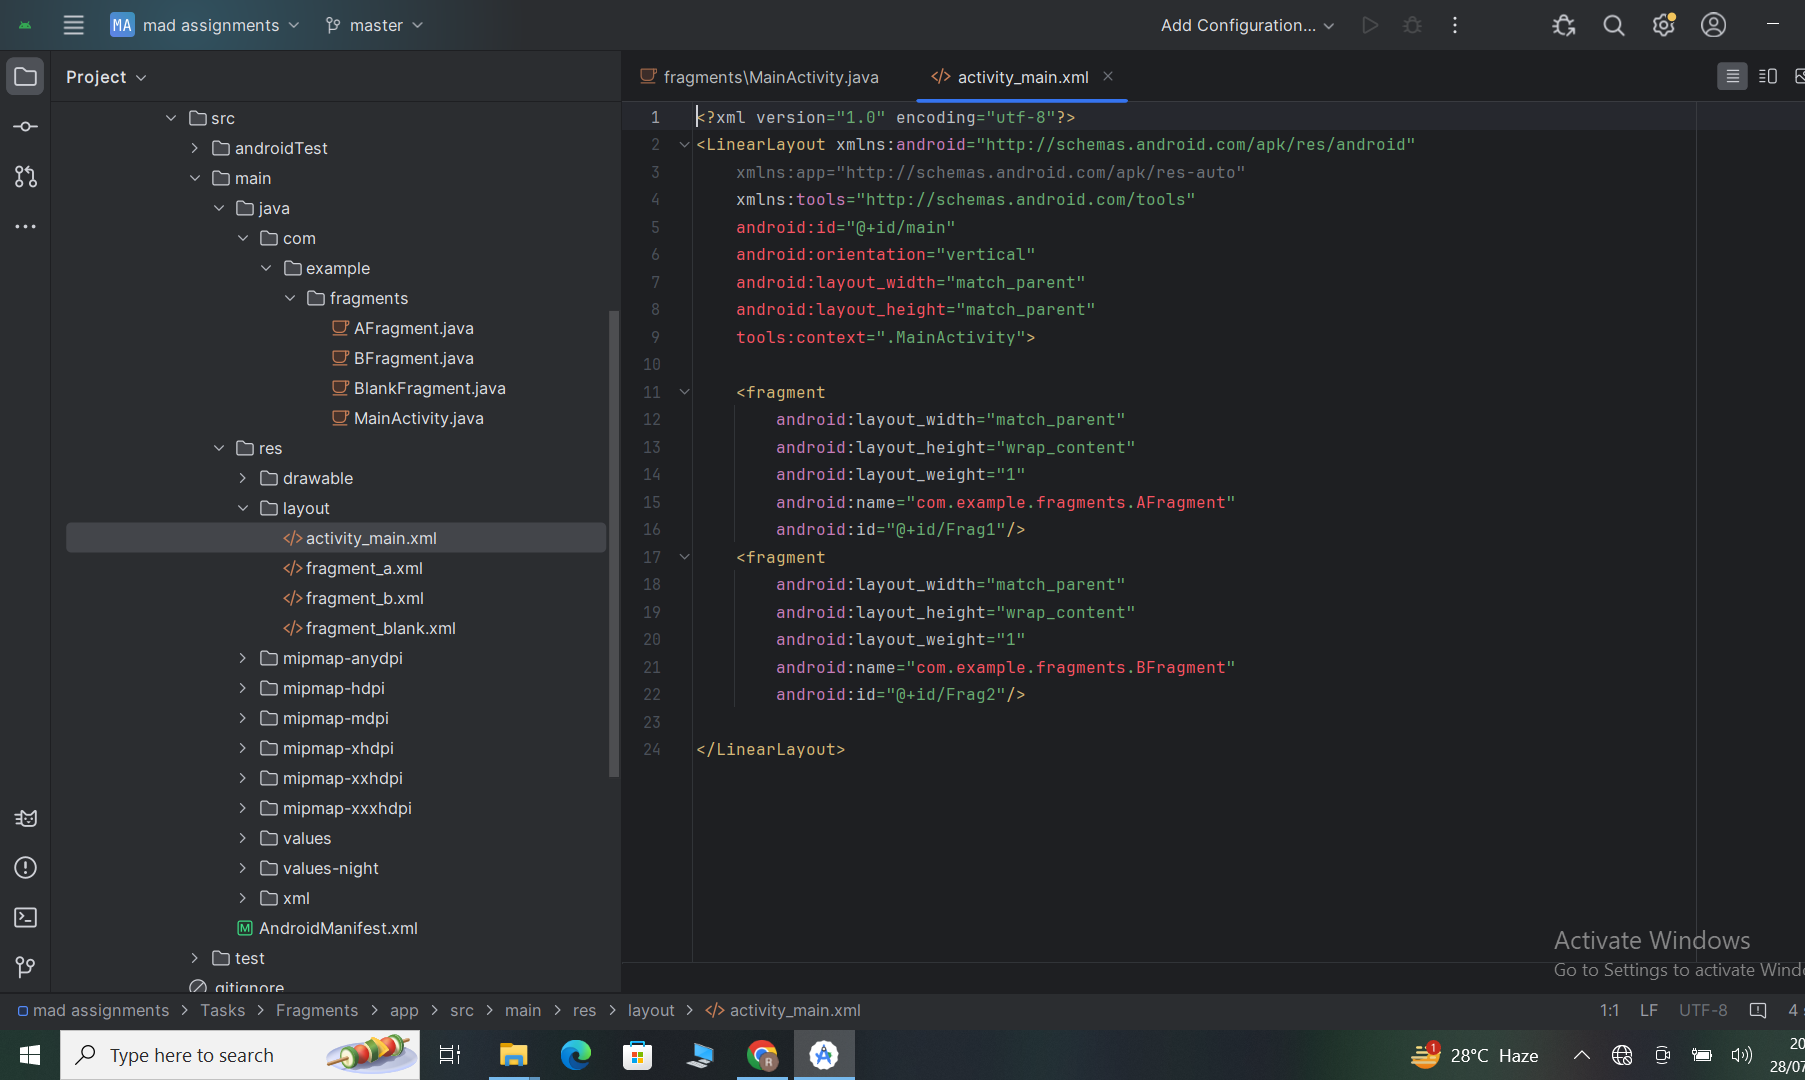 MA mad assignments master Add Configuration...
Project
fragments\MainActivity.java
activity_main.xml
src
androidTest
main
java
com
example
fragments
AFragment.java
BFragment.java
BlankFragment.java
MainActivity.java
res
drawable
layout
activity_main.xml
fragment_a.xml
fragment_b.xml
fragment_blank.xml
mipmap-anydpi
mipmap-hdpi
mipmap-mdpi
mipmap-xhdpi
mipmap-xxhdpi
mipmap-xxxhdpi
values
values-night
xml
M AndroidManifest.xml
test
.gitignore
1 <?xml version="1.0" encoding="utf-8"?>
2 <LinearLayout xmlns:android="http://schemas.android.com/apk/res/android"
3 xmlns:app="http://schemas.android.com/apk/res-auto"
4 xmlns:tools="http://schemas.android.com/tools"
5 android:id="@+id/main"
6 android:orientation="vertical"
7 android:layout_width="match_parent"
8 android:layout_height="match_parent"
9 tools:context=".MainActivity">
10
11 <fragment
12 android:layout_width="match_parent"
13 android:layout_height="wrap_content"
14 android:layout_weight="1"
15 android:name="com.example.fragments.AFragment"
16 android:id="@+id/Frag1"/>
17 <fragment
18 android:layout_width="match_parent"
19 android:layout_height="wrap_content"
20 android:layout_weight="1"
21 android:name="com.example.fragments.BFragment"
22 android:id="@+id/Frag2"/>
23
24 </LinearLayout>
Activate Windows
Go to Settings to activate Wind
mad assignments > Tasks > Fragments > app > src > main > res > layout > activity_main.xml
1:1 LF UTF-8 4
Type here to search
R
1
28°C Haze
20
28/07